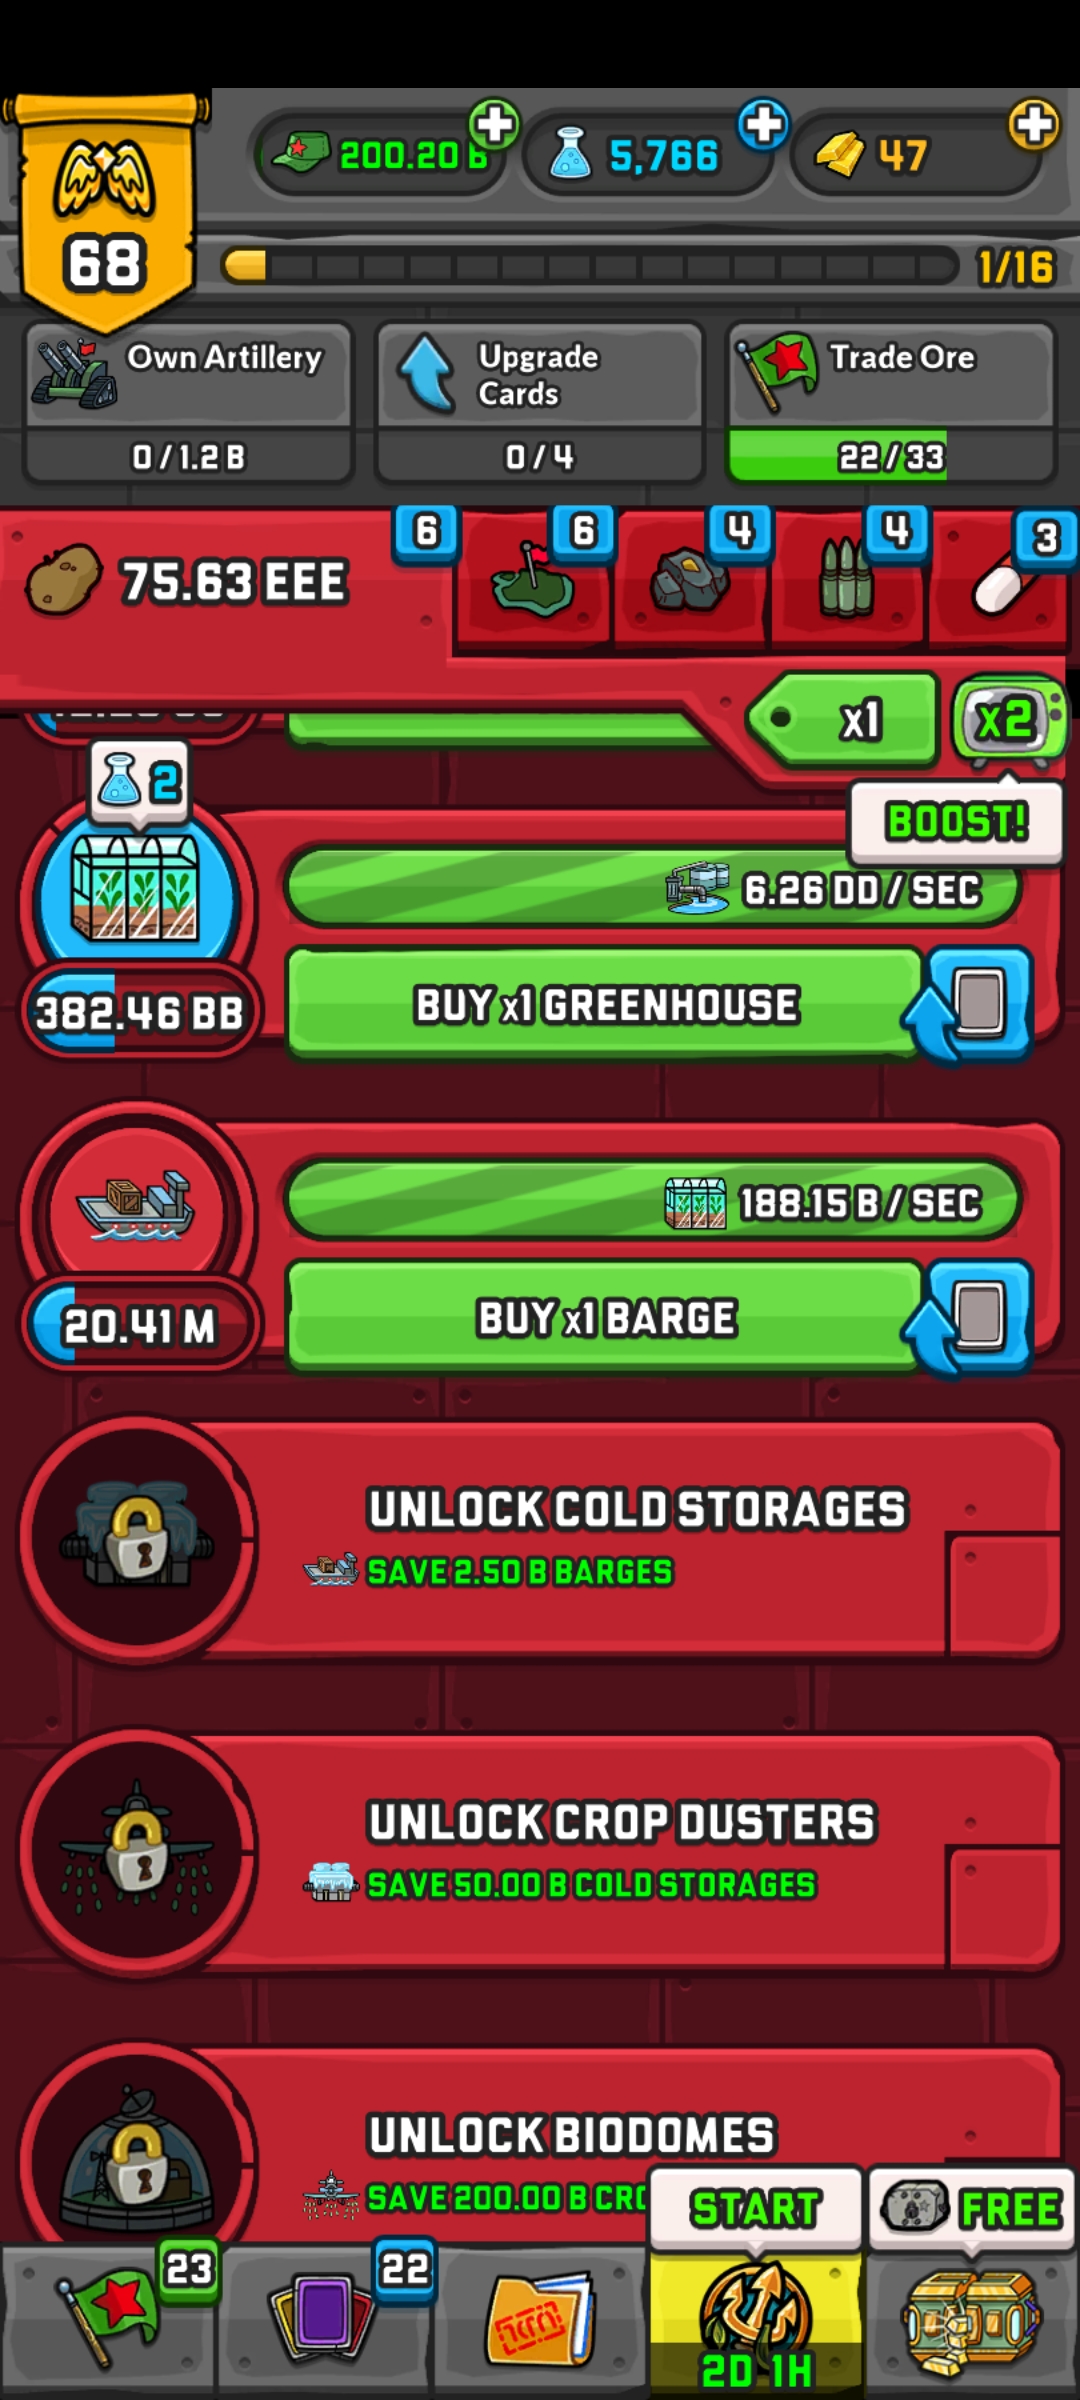 200.20 B
5,766
47
68
1/16
Own Artillery
0 / 1.2 B
Upgrade
Cards
0 / 4
Trade Ore
22 / 33
75.63 EEE
6
6
4
4
3
x1
x2
BOOST!
2
6.26 DD / SEC
382.46 BB
BUY x1 GREENHOUSE
188.15 B / SEC
20.41 M
BUY x1 BARGE
UNLOCK COLD STORAGES
SAVE 2.50 B BARGES
UNLOCK CROP DUSTERS
SAVE 50.00 B COLD STORAGES
UNLOCK BIODOMES
SAVE 200.00 B
START
FREE
23
22
2D 1H